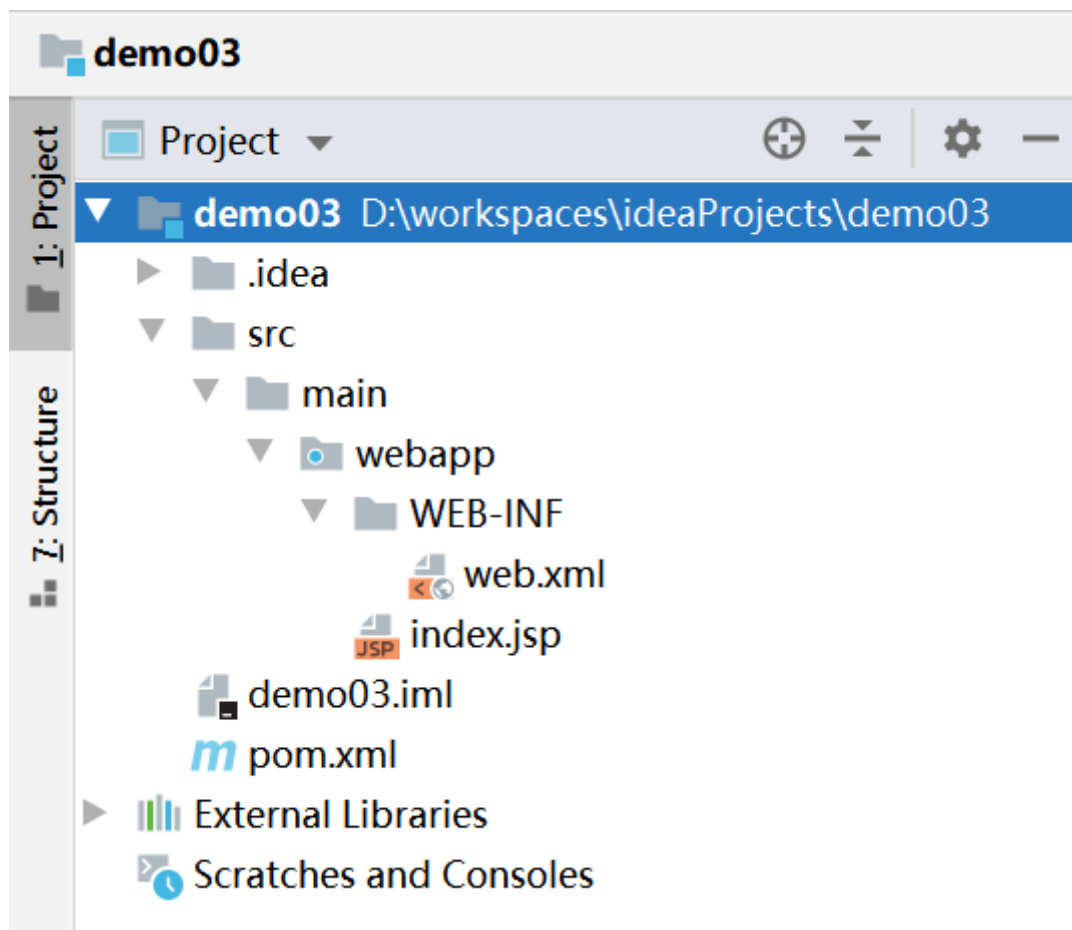 demo03
Project
1: Project
demo03 D:\workspaces\ideaProjects\demo03
.idea
src
main
webapp
WEB-INF
web.xml
index.jsp
JSP
demo03.iml
m pom.xml
External Libraries
Scratches and Consoles
7: Structure